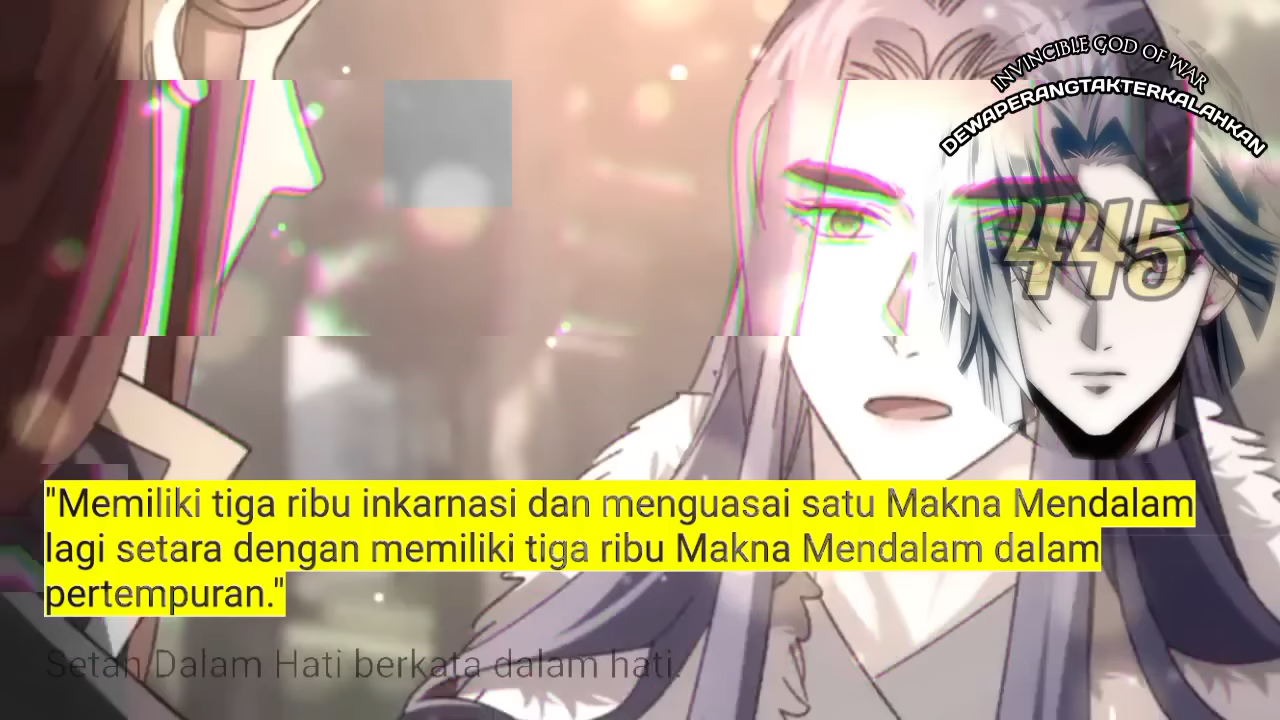 INVINCIBLE GOD OF WAR
DEWAPERANGTAKTERKALAHKAN
445
"Memiliki tiga ribu inkarnasi dan menguasai satu Makna Mendalam
lagi setara dengan memiliki tiga ribu Makna Mendalam dalam
pertempuran."
Setan Dalam Hati berkata dalam hati.